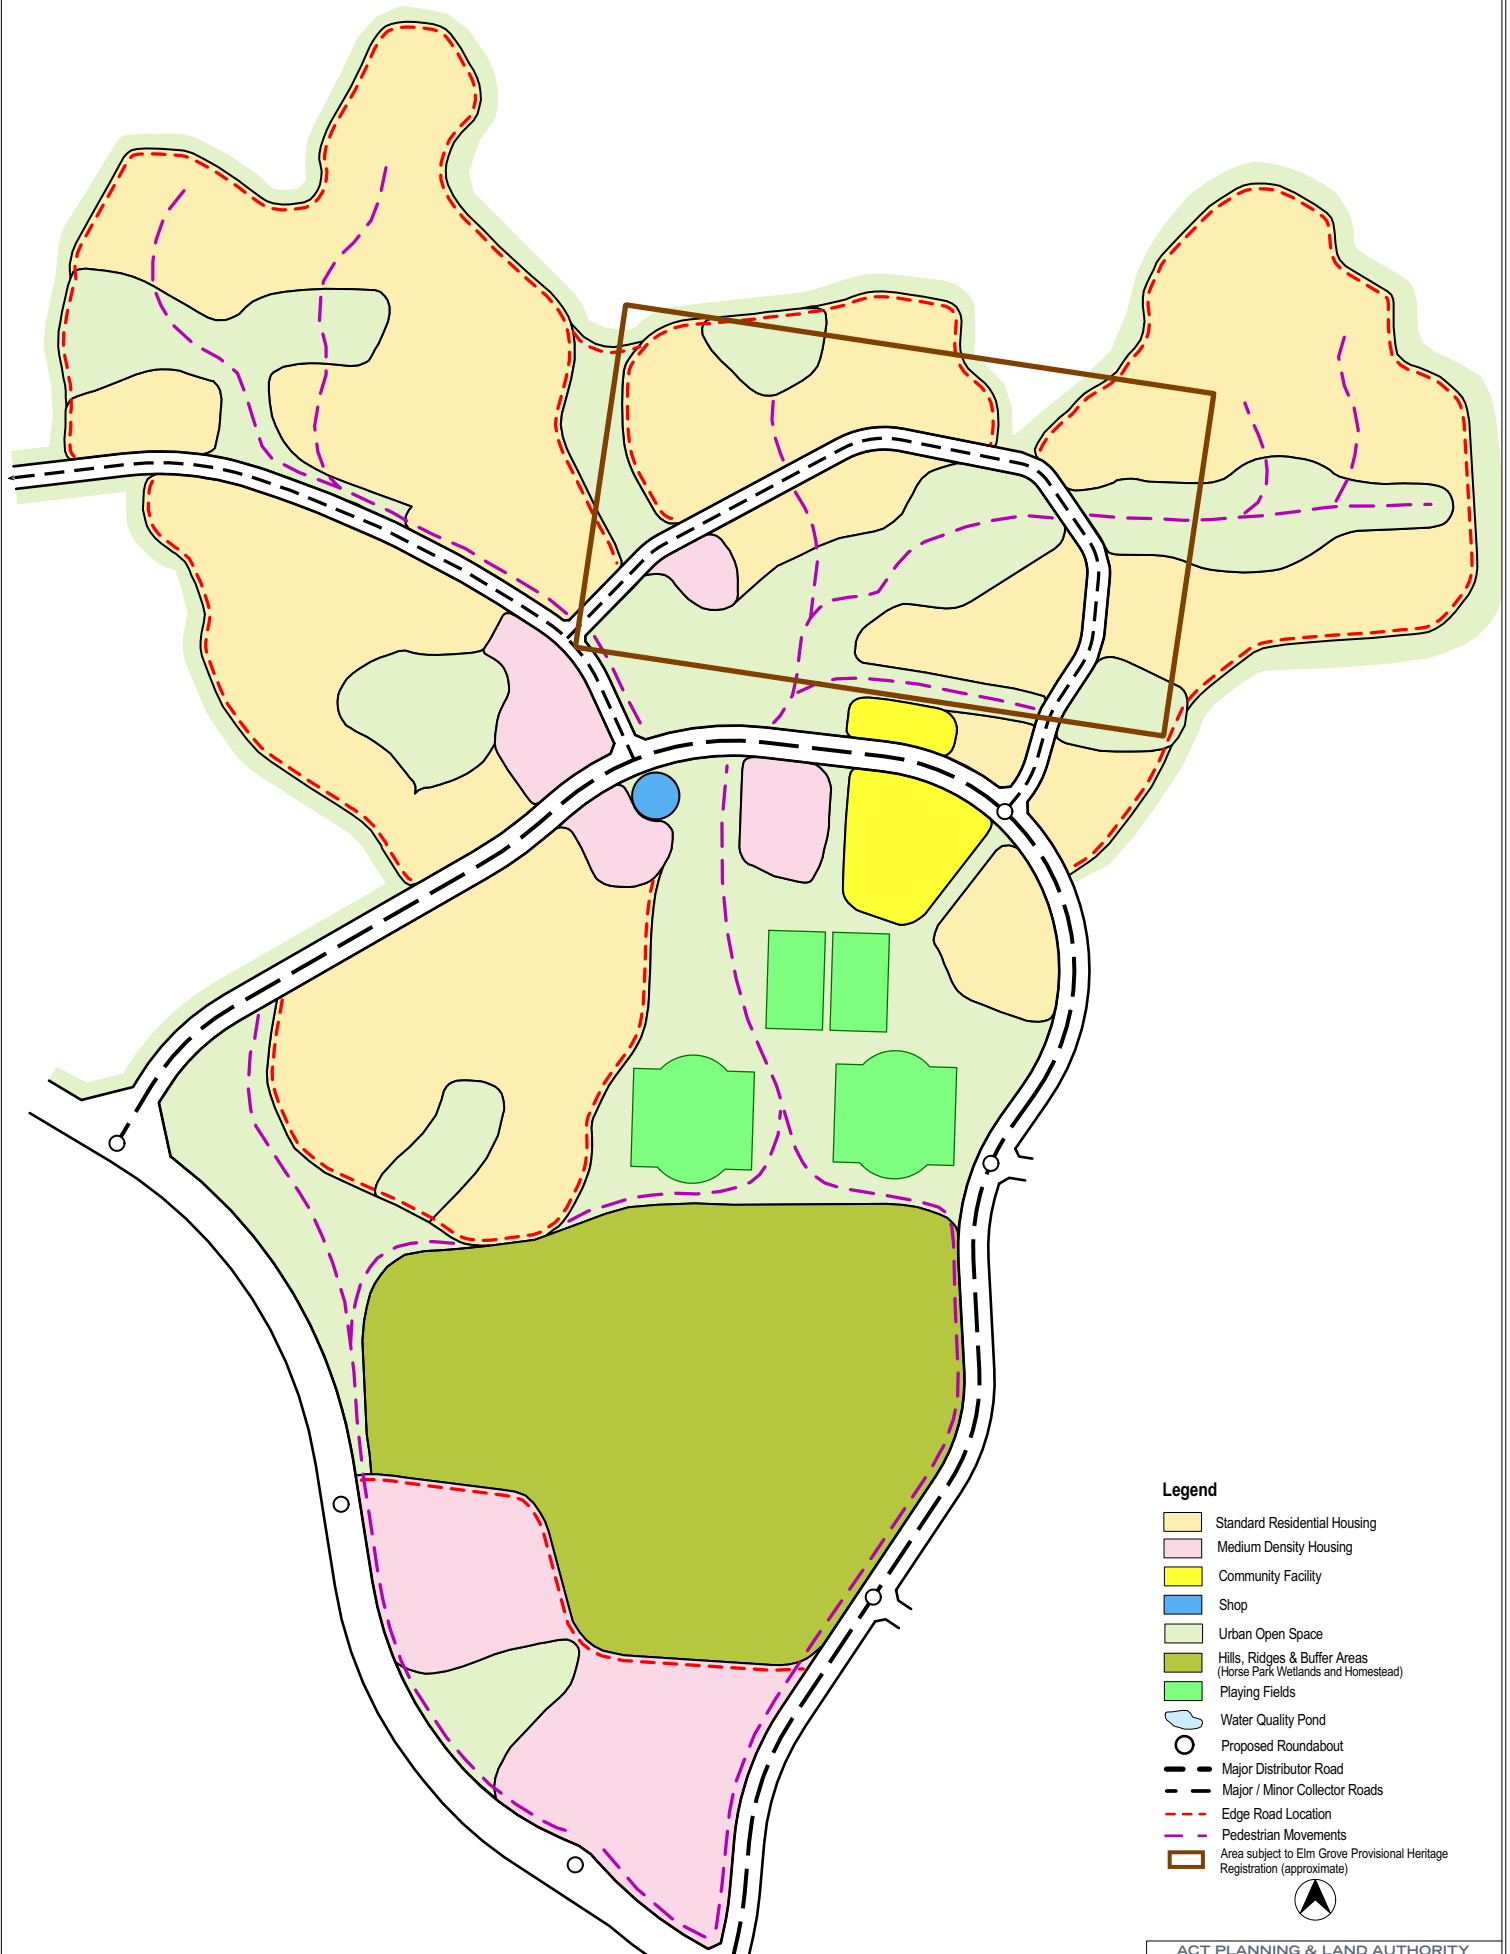 Legend
Standard Residential Housing
Medium Density Housing
Community Facility
Shop
Urban Open Space
Hills, Ridges & Buffer Areas
(Horse Park Wetlands and Homestead)
Playing Fields
Water Quality Pond
Proposed Roundabout
Major Distributor Road
Major / Minor Collector Roads
Edge Road Location
Pedestrian Movements
Area subject to Elm Grove Provisional Heritage
Registration (approximate)
ACT PLANNING & LAND AUTHORITY